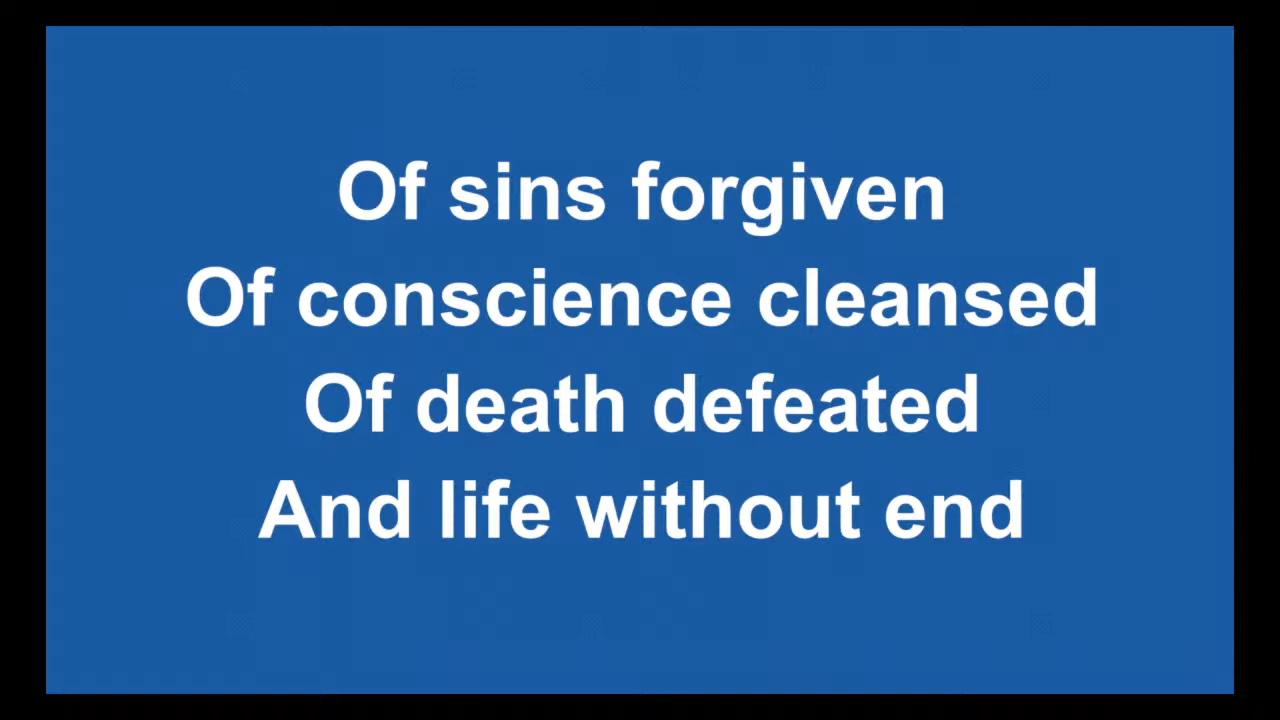 Of sins forgiven
Of conscience cleansed
Of death defeated
And life without end